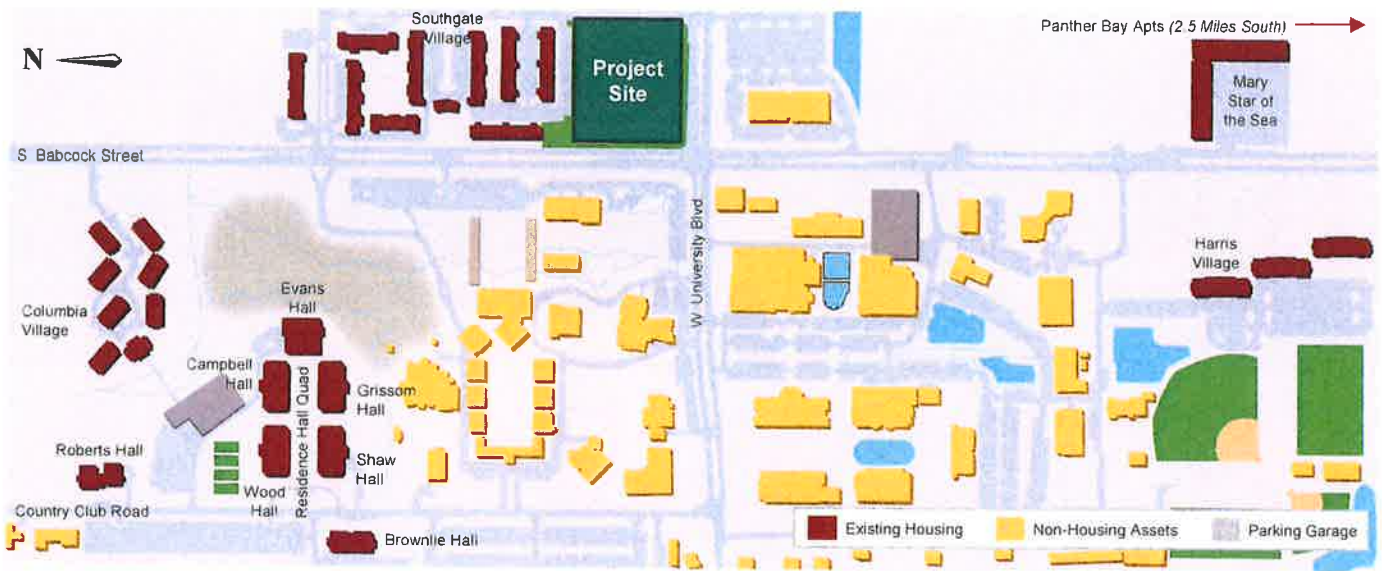 Southgate
Village
Panther Bay Apts (2.5 Miles South)
N
Project
Site
Mary
Star of
the Sea
S Babcock Street
W University Blvd
Harris
Village
Evans
Hall
Columbia
Village
Campbell
Hall
Residence Hall Quad
Grissom
Hall
Roberts Hall
Shaw
Hall
Wood
Hall
Country Club Road
Brownlie Hall
Existing Housing
Non-Housing Assets
Parking Garage